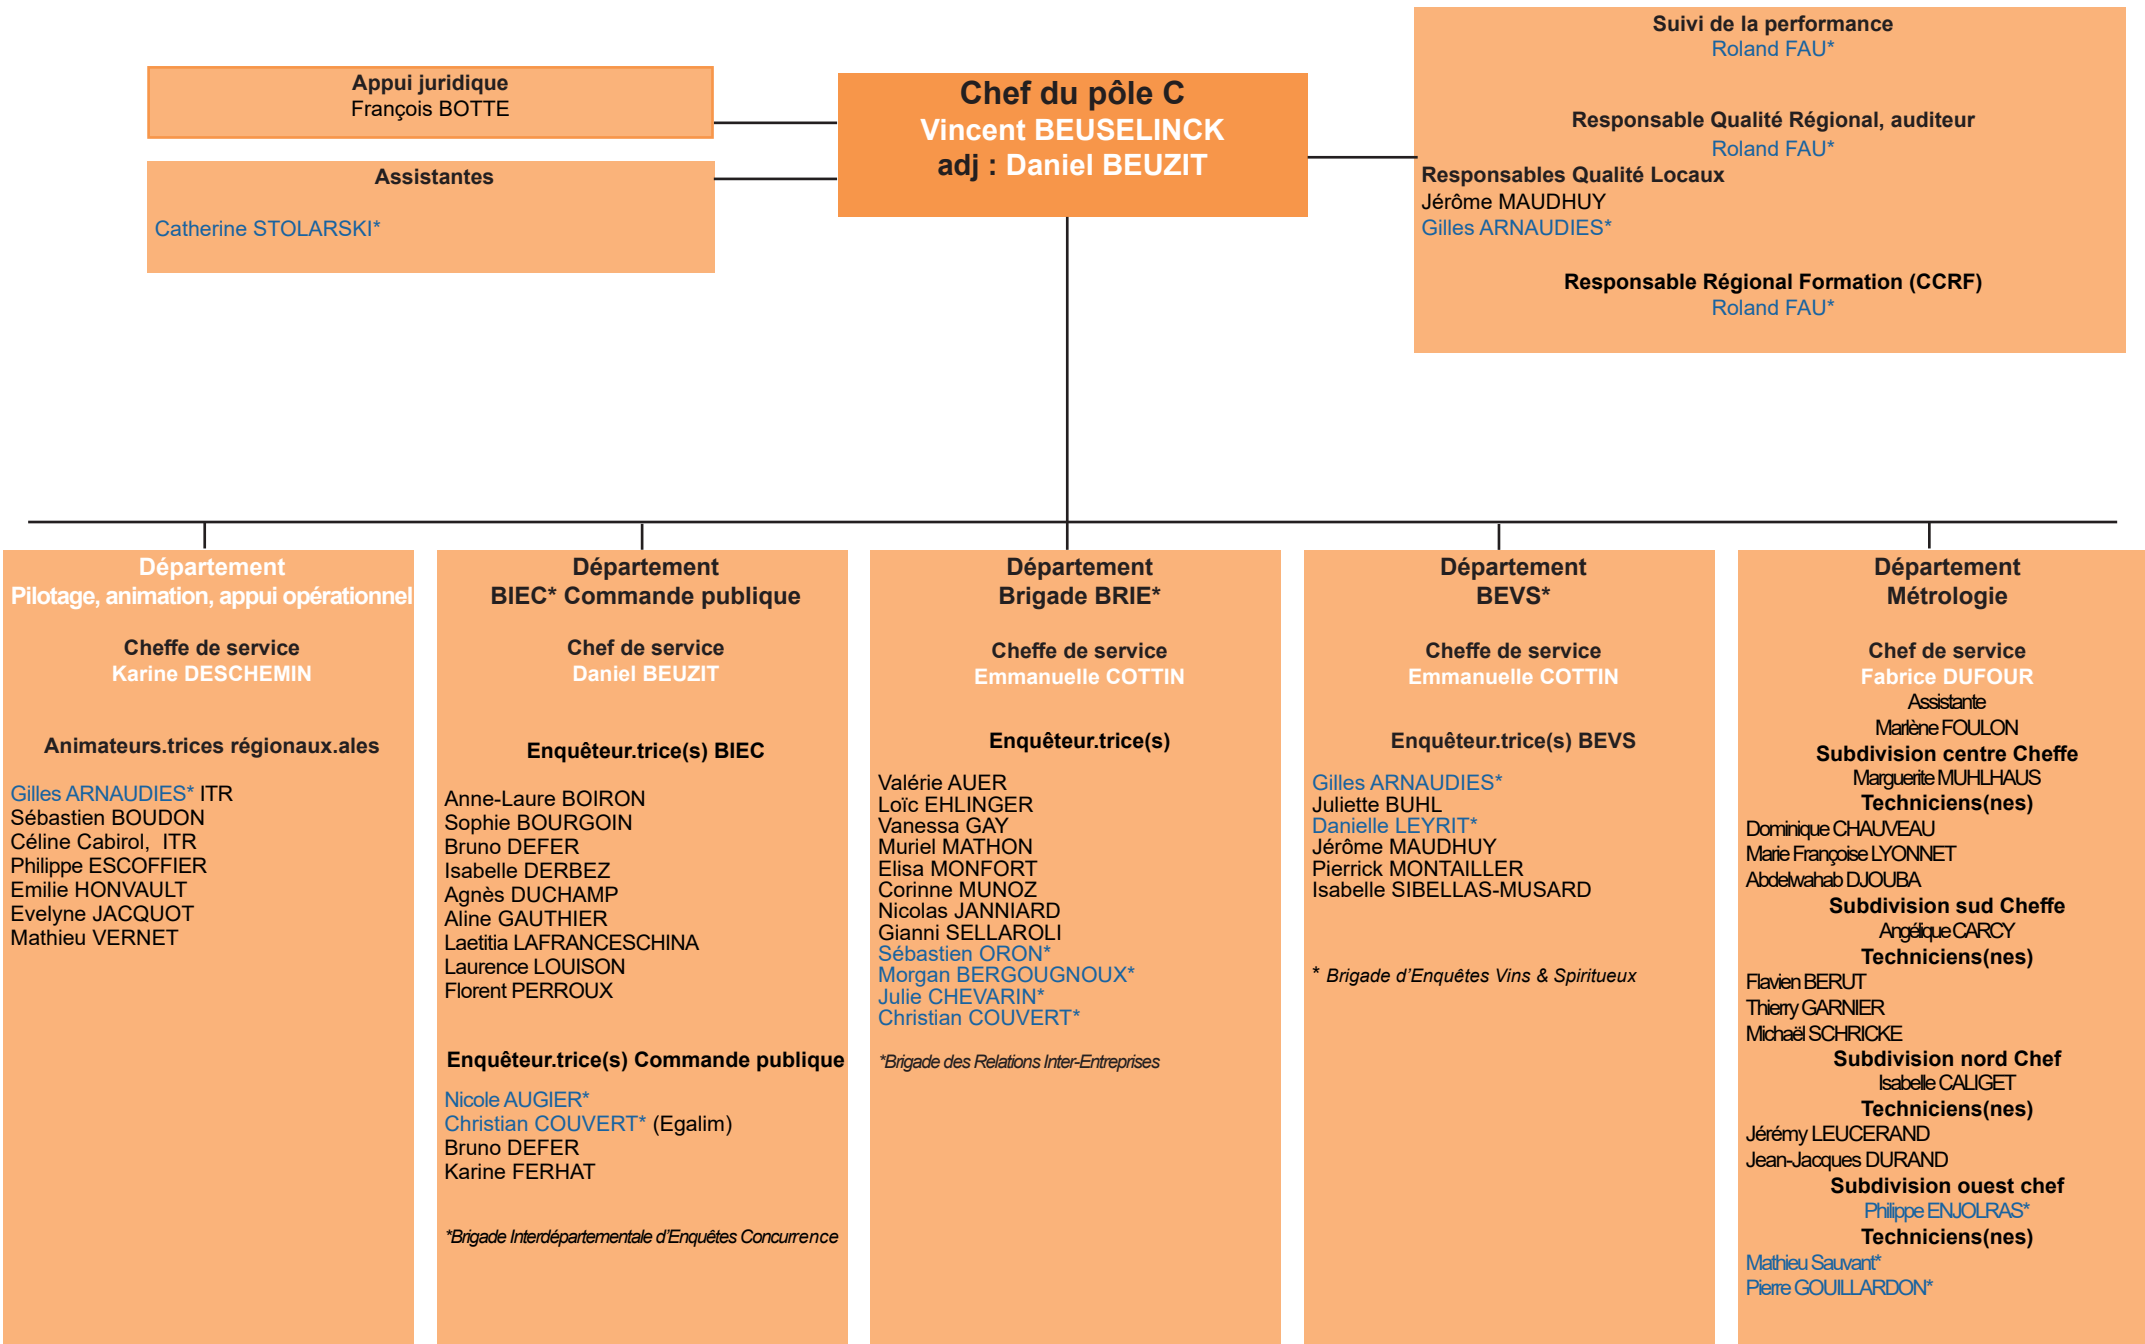 Appui juridique
François BOTTE
Assistantes
Catherine STOLARSKI*
Chef du pôle C
Vincent BEUSELINCK
adj : Daniel BEUZIT
Suivi de la performance
Roland FAU*
Responsable Qualité Régional, auditeur
Roland FAU*
Responsables Qualité Locaux
Jérôme MAUDHUY
Gilles ARNAUDIES*
Responsable Régional Formation (CCRF)
Roland FAU*
Département
Pilotage, animation, appui opérationnel
Cheffe de service
Karine DESCHEMIN
Animateurs.trices régionaux.ales
Gilles ARNAUDIES* ITR
Sébastien BOUDON
Céline Cabirol, ITR
Philippe ESCOFFIER
Emilie HONVAULT
Evelyne JACQUOT
Mathieu VERNET
Département
BIEC* Commande publique
Chef de service
Daniel BEUZIT
Enquêteur.trice(s) BIEC
Anne-Laure BOIRON
Sophie BOURGOIN
Bruno DEFER
Isabelle DERBEZ
Agnès DUCHAMP
Aline GAUTHIER
Laetitia LAFRANCESCHINA
Laurence LOUISON
Florent PERROUX
Enquêteur.trice(s) Commande publique
Nicole AUGIER*
Christian COUVERT* (Egalim)
Bruno DEFER
Karine FERHAT
*Brigade Interdépartementale d'Enquêtes Concurrence
Département
Brigade BRIE*
Cheffe de service
Emmanuelle COTTIN
Enquêteur.trice(s)
Valérie AUER
Loïc EHLINGER
Vanessa GAY
Muriel MATHON
Elisa MONFORT
Corinne MUNOZ
Nicolas JANNIARD
Gianni SELLAROLI
Sébastien ORON*
Morgan BERGOUGNOUX*
Julie CHEVARIN*
Christian COUVERT*
*Brigade des Relations Inter-Entreprises
Département
BEVS*
Cheffe de service
Emmanuelle COTTIN
Enquêteur.trice(s) BEVS
Gilles ARNAUDIES*
Juliette BUHL
Danielle LEYRIT*
Jérôme MAUDHUY
Pierrick MONTAILLER
Isabelle SIBELLAS-MUSARD
* Brigade d'Enquêtes Vins & Spiritueux
Département
Métrologie
Chef de service
Fabrice DUFOUR
Assistante
Marlène FOULON
Subdivision centre Cheffe
Marguerite MUHLHAUS
Techniciens(nes)
Dominique CHAUVEAU
Marie Françoise LYONNET
Abdelwahab DJOUBA
Subdivision sud Cheffe
Angélique CARCY
Techniciens(nes)
Flavien BERUT
Thierry GARNIER
Michaël SCHRICKE
Subdivision nord Chef
Isabelle CALIGET
Techniciens(nes)
Jérémy LEUCERAND
Jean-Jacques DURAND
Subdivision ouest chef
Philippe ENJOLRAS*
Techniciens(nes)
Mathieu Sauvant*
Pierre GOUILLARDON*